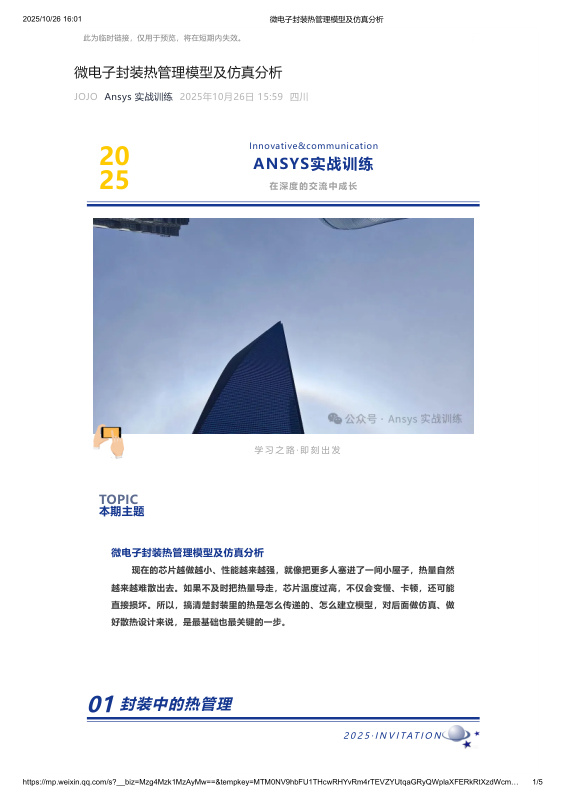 2025/10/26 16:01
微电子封装热管理模型及仿真分析
此为临时链接，仅用于预览，将在短期内失效。
微电子封装热管理模型及仿真分析
JOJO Ansys 实战训练 2025年10月26日 15:59 四川
20
25
Innovative&communication
ANSYS实战训练
在深度的交流中成长
公众号 · Ansys 实战训练
学习之路·即刻出发
TOPIC
本期主题
微电子封装热管理模型及仿真分析
现在的芯片越做越小、性能越来越强，就像把更多人塞进了一间小屋子，热量自然
越来越难散出去。如果不及时把热量导走，芯片温度过高，不仅会变慢、卡顿，还可能
直接损坏。所以，搞清楚封装里的热是怎么传递的、怎么建立模型，对后面做仿真、做
好散热设计来说，是最基础也最关键的一步。
01 封装中的热管理
2025·INVITATION
https://mp.weixin.qq.com/s?__biz=Mzg4Mzk1MzAyMw==&tempkey=MTM0NV9hbFU1THcwRHYvRm4rTEVZYUtqaGRyQWplaXFERkRtXzdWcm…
1/5